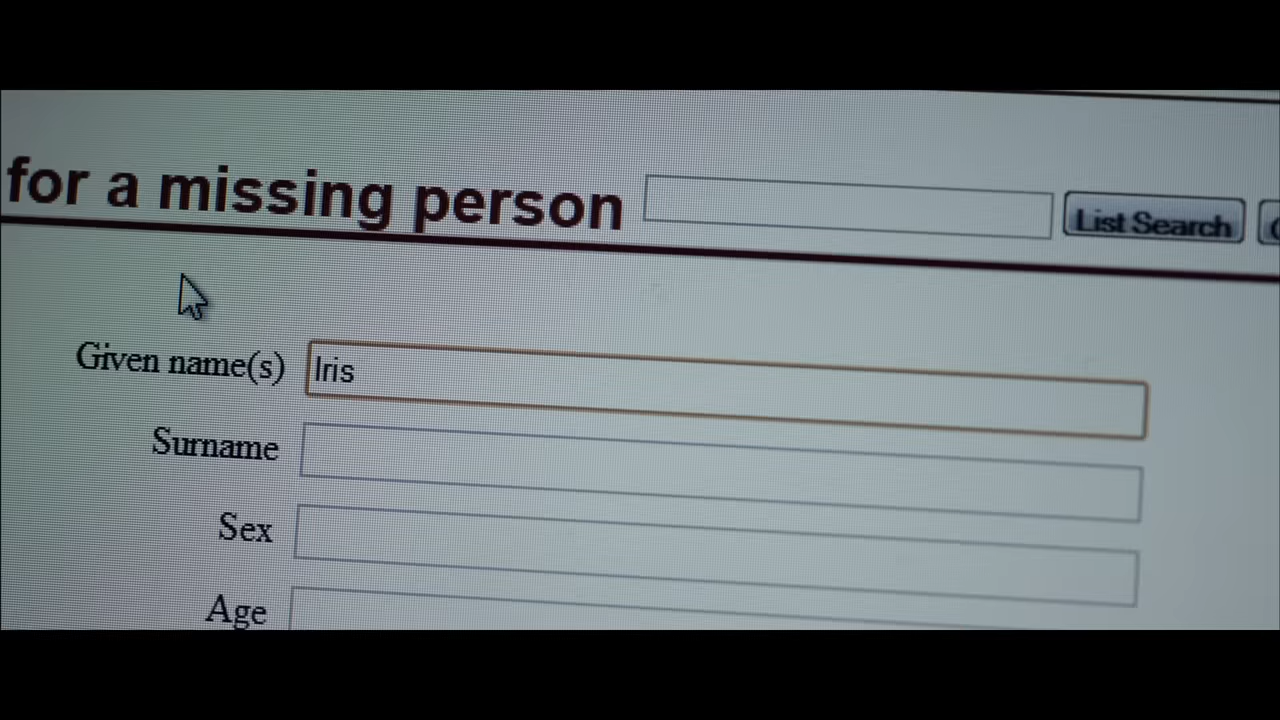 for a missing person
List Search
Given name(s) Iris
Surname
Sex
Age